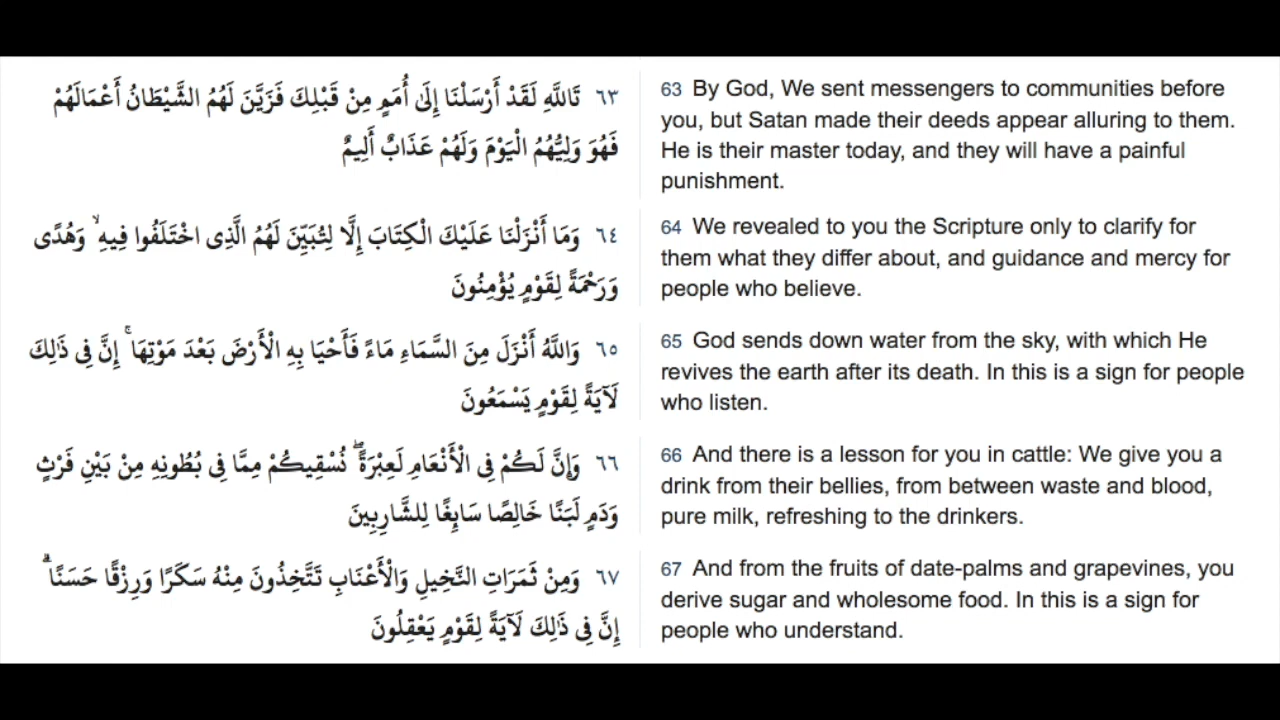 ٦٣ تَاللَّهِ لَقَدْ أَرْسَلْنَا إِلَىٰ أُمَمٍ مِنْ قَبْلِكَ فَزَيَّنَ لَهُمُ الشَّيْطَانُ أَعْمَالَهُمْ
فَهُوَ وَلِيُّهُمُ الْيَوْمَ وَلَهُمْ عَذَابٌ أَلِيمٌ
63 By God, We sent messengers to communities before
you, but Satan made their deeds appear alluring to them.
He is their master today, and they will have a painful
punishment.
٦٤ وَمَا أَنْزَلْنَا عَلَيْكَ الْكِتَابَ إِلَّا لِتُبَيِّنَ لَهُمُ الَّذِى اخْتَلَفُوا فِيهِ ۙ وَهُدًى
وَرَحْمَةً لِقَوْمٍ يُؤْمِنُونَ
64 We revealed to you the Scripture only to clarify for
them what they differ about, and guidance and mercy for
people who believe.
٦٥ وَاللَّهُ أَنْزَلَ مِنَ السَّمَاءِ مَاءً فَأَحْيَا بِهِ الْأَرْضَ بَعْدَ مَوْتِهَا ۚ إِنَّ فِى ذَٰلِكَ
لَآيَةً لِقَوْمٍ يَسْمَعُونَ
65 God sends down water from the sky, with which He
revives the earth after its death. In this is a sign for people
who listen.
٦٦ وَإِنَّ لَكُمْ فِى الْأَنْعَامِ لَعِبْرَةً ۖ نُسْقِيكُمْ مِمَّا فِى بُطُونِهِ مِنْ بَيْنِ فَرْثٍ
وَدَمٍ لَبَنًا خَالِصًا سَائِغًا لِلشَّارِبِينَ
66 And there is a lesson for you in cattle: We give you a
drink from their bellies, from between waste and blood,
pure milk, refreshing to the drinkers.
٦٧ وَمِنْ ثَمَرَاتِ النَّخِيلِ وَالْأَعْنَابِ تَتَّخِذُونَ مِنْهُ سَكَرًا وَرِزْقًا حَسَنًا ۗ
إِنَّ فِى ذَٰلِكَ لَآيَةً لِقَوْمٍ يَعْقِلُونَ
67 And from the fruits of date-palms and grapevines, you
derive sugar and wholesome food. In this is a sign for
people who understand.